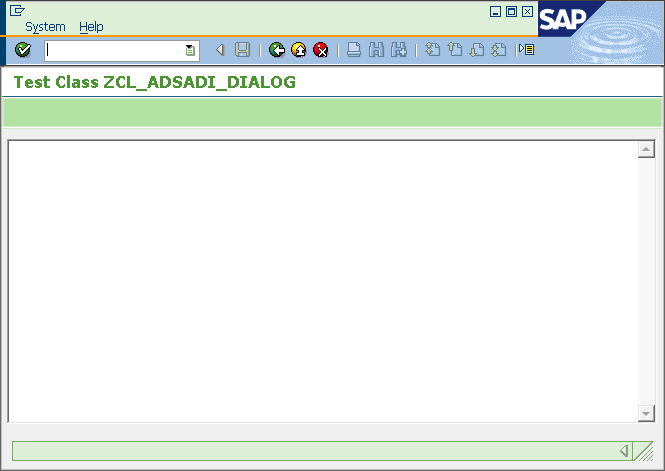 System Help
SAP
Test Class ZCL_ADSADI_DIALOG